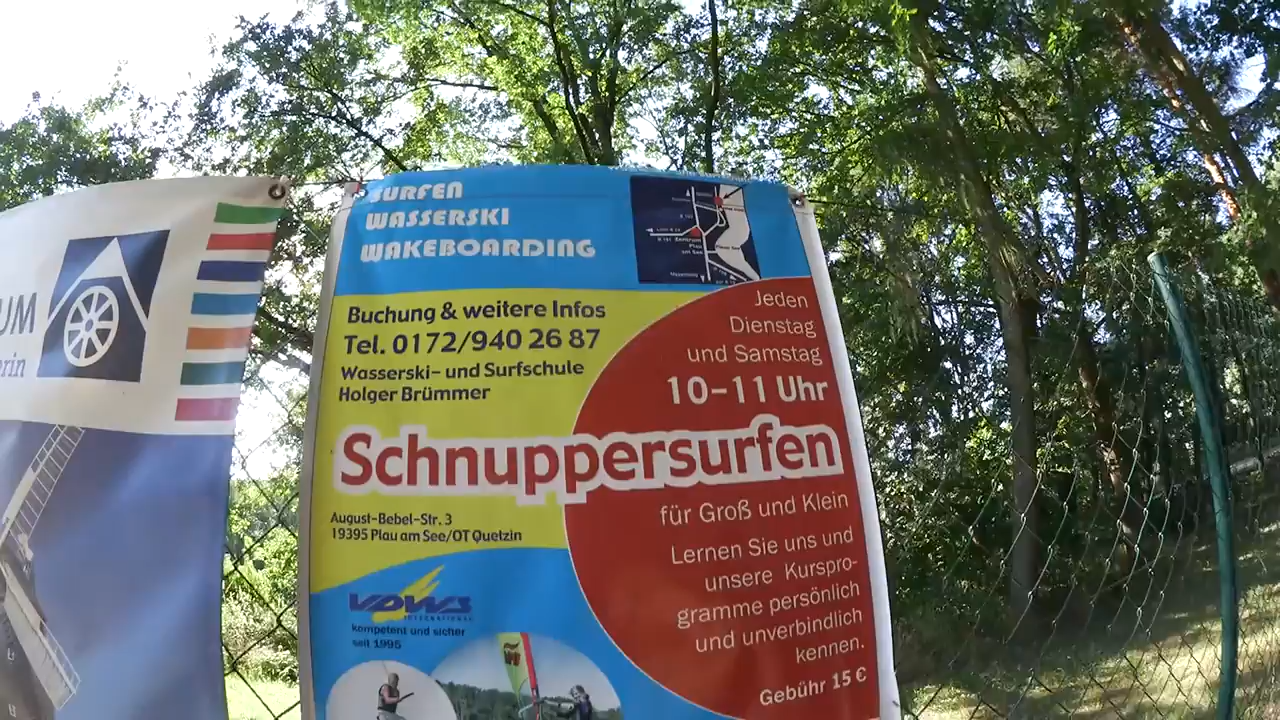 UM
rin
SURFEN
WASSERSKI
WAKEBOARDING
Buchung & weitere Infos
Tel. 0172/940 26 87
Wasserski- und Surfschule
Holger Brümmer
Jeden
Dienstag
und Samstag
10-11 Uhr
Schnuppersurfen
für Groß und Klein
Lernen Sie uns und
unsere Kurspro-
gramme persönlich
und unverbindlich
kennen.
Gebühr 15 €
August-Bebel-Str. 3
19395 Plau am See/OT Quetzin
VDWS
INTERNATIONAL
kompetent und sicher
seit 1995